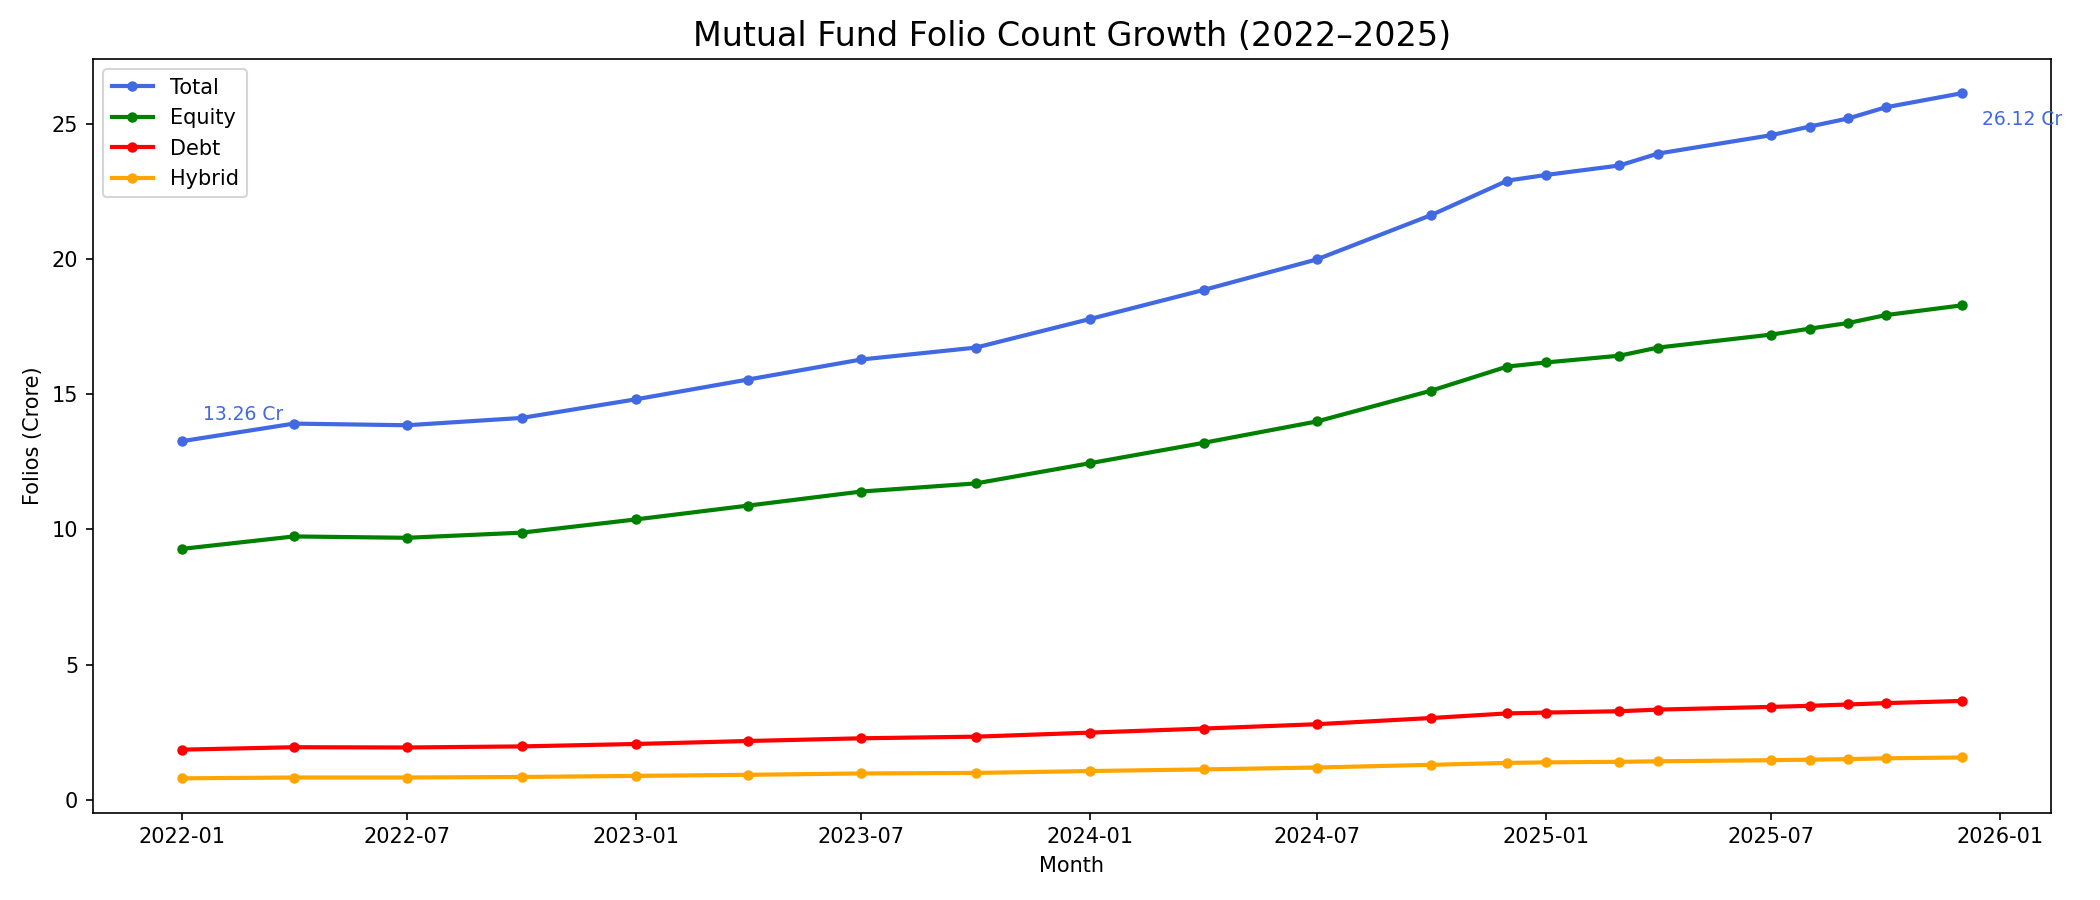 Mutual Fund Folio Count Growth (2022–2025)
Total
Equity
Debt
Hybrid
26.12 Cr
13.26 Cr
Folios (Crore)
25
20
15
10
5
0
2022-01 2022-07 2023-01 2023-07 2024-01 2024-07 2025-01 2025-07 2026-01
Month